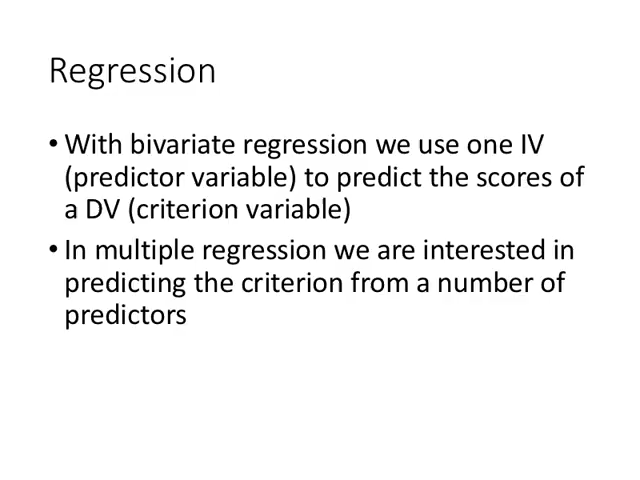 Regression
• With bivariate regression we use one IV
(predictor variable) to predict the scores of
a DV (criterion variable)
• In multiple regression we are interested in
predicting the criterion from a number of
predictors